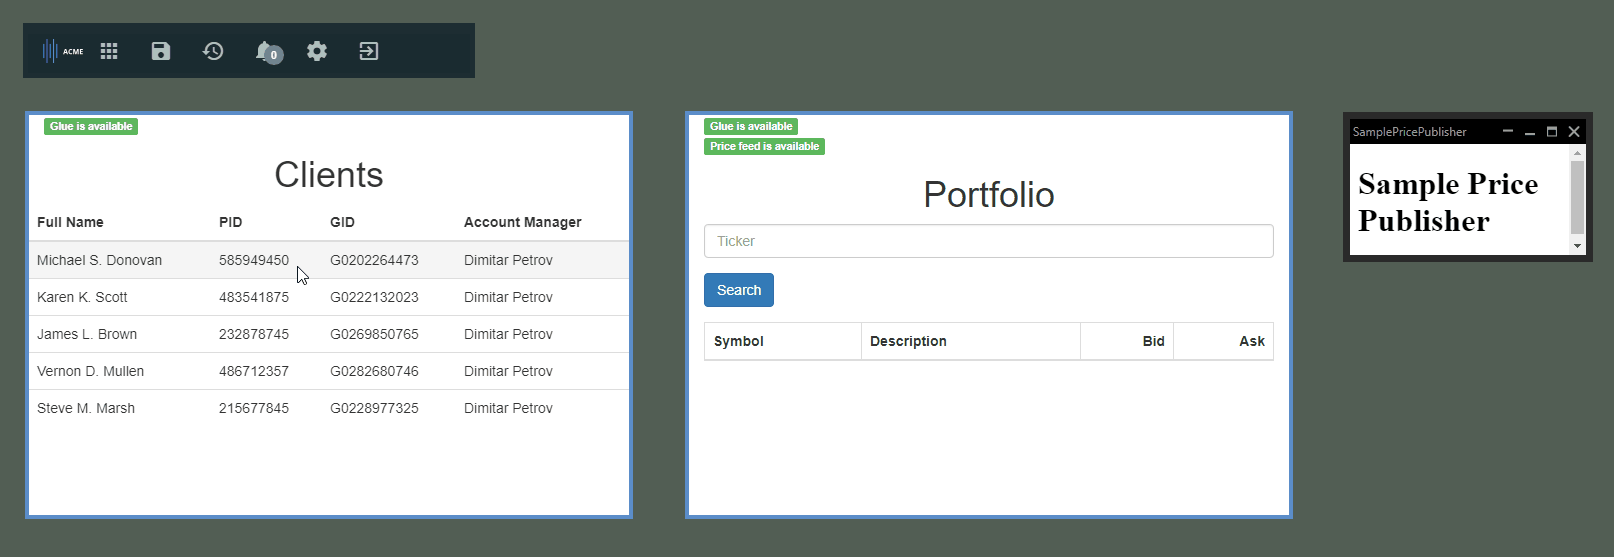 ACME
0
Glue is available
Clients
Full Name PID GID Account Manager
Michael S. Donovan 585949450 G0202264473 Dimitar Petrov
Karen K. Scott 483541875 G0222132023 Dimitar Petrov
James L. Brown 232878745 G0269850765 Dimitar Petrov
Vernon D. Mullen 486712357 G0282680746 Dimitar Petrov
Steve M. Marsh 215677845 G0228977325 Dimitar Petrov
Glue is available
Price feed is available
Portfolio
Ticker
Search
Symbol Description Bid Ask
SamplePricePublisher
Sample Price
Publisher